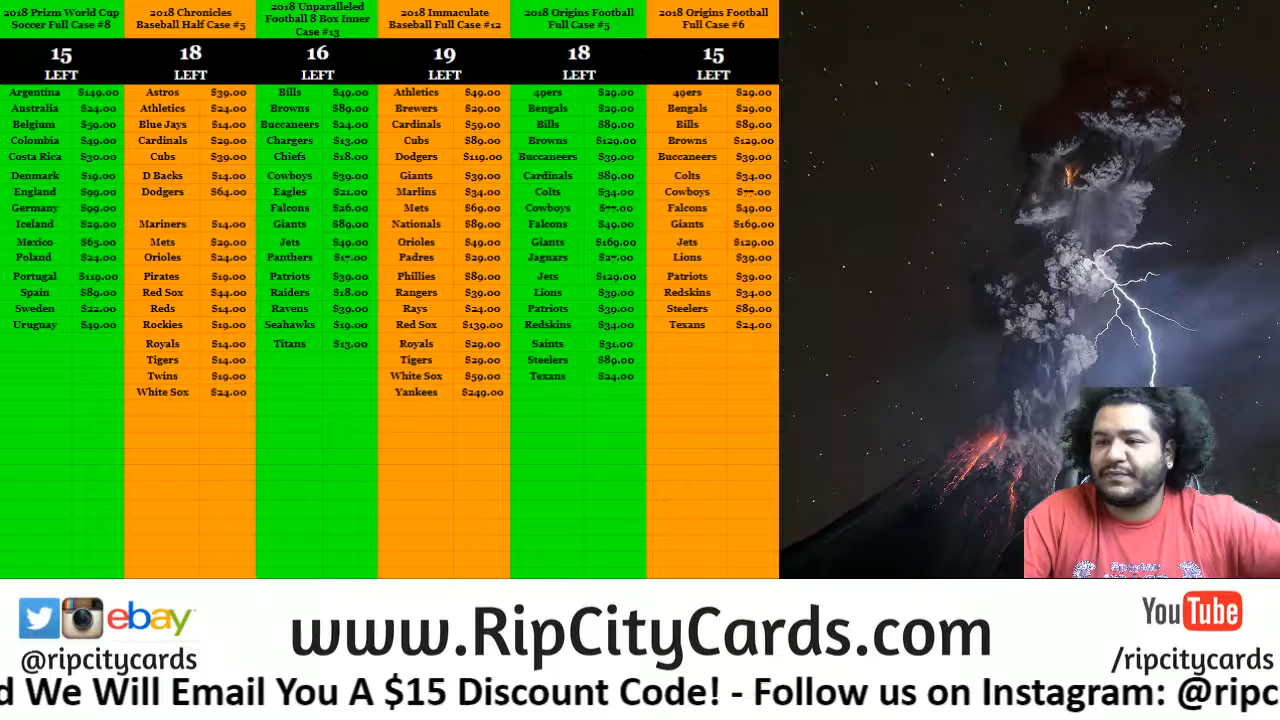 2018 Prizm World Cup
Soccer Full Case #8
15
LEFT
Argentina $149.00
Australia $24.00
Belgium $59.00
Colombia $49.00
Costa Rica $30.00
Denmark $19.00
England $99.00
Germany $99.00
Iceland $29.00
Mexico $65.00
Poland $24.00
Portugal $119.00
Spain $89.00
Sweden $22.00
Uruguay $49.00
2018 Chronicles
Baseball Half Case #5
18
LEFT
Astros $39.00
Athletics $24.00
Blue Jays $14.00
Cardinals $29.00
Cubs $39.00
D Backs $14.00
Dodgers $64.00
Mariners $14.00
Mets $29.00
Orioles $24.00
Pirates $19.00
Red Sox $44.00
Reds $14.00
Rockies $19.00
Royals $14.00
Tigers $14.00
Twins $19.00
White Sox $24.00
2018 Unparalleled
Football 8 Box Inner
Case #13
16
LEFT
Bills $49.00
Browns $89.00
Buccaneers $24.00
Chargers $13.00
Chiefs $18.00
Cowboys $39.00
Eagles $21.00
Falcons $26.00
Giants $89.00
Jets $49.00
Panthers $17.00
Patriots $39.00
Raiders $18.00
Ravens $39.00
Seahawks $19.00
Titans $13.00
2018 Immaculate
Baseball Full Case #12
19
LEFT
Athletics $49.00
Brewers $29.00
Cardinals $59.00
Cubs $89.00
Dodgers $119.00
Giants $39.00
Marlins $34.00
Mets $69.00
Nationals $89.00
Orioles $49.00
Padres $29.00
Phillies $89.00
Rangers $39.00
Rays $24.00
Red Sox $139.00
Royals $29.00
Tigers $29.00
White Sox $59.00
Yankees $249.00
2018 Origins Football
Full Case #5
18
LEFT
49ers $29.00
Bengals $29.00
Bills $89.00
Browns $129.00
Buccaneers $39.00
Cardinals $89.00
Colts $34.00
Cowboys $77.00
Falcons $49.00
Giants $169.00
Jaguars $27.00
Jets $129.00
Lions $39.00
Patriots $39.00
Redskins $34.00
Saints $31.00
Steelers $89.00
Texans $24.00
2018 Origins Football
Full Case #6
15
LEFT
49ers $29.00
Bengals $29.00
Bills $89.00
Browns $129.00
Buccaneers $39.00
Colts $34.00
Cowboys $77.00
Falcons $49.00
Giants $169.00
Jets $129.00
Lions $39.00
Patriots $39.00
Redskins $34.00
Steelers $89.00
Texans $24.00
ebay
@ripcitycards
www.RipCityCards.com
YouTube
/ripcitycards
d We Will Email You A $15 Discount Code! - Follow us on Instagram: @ripc